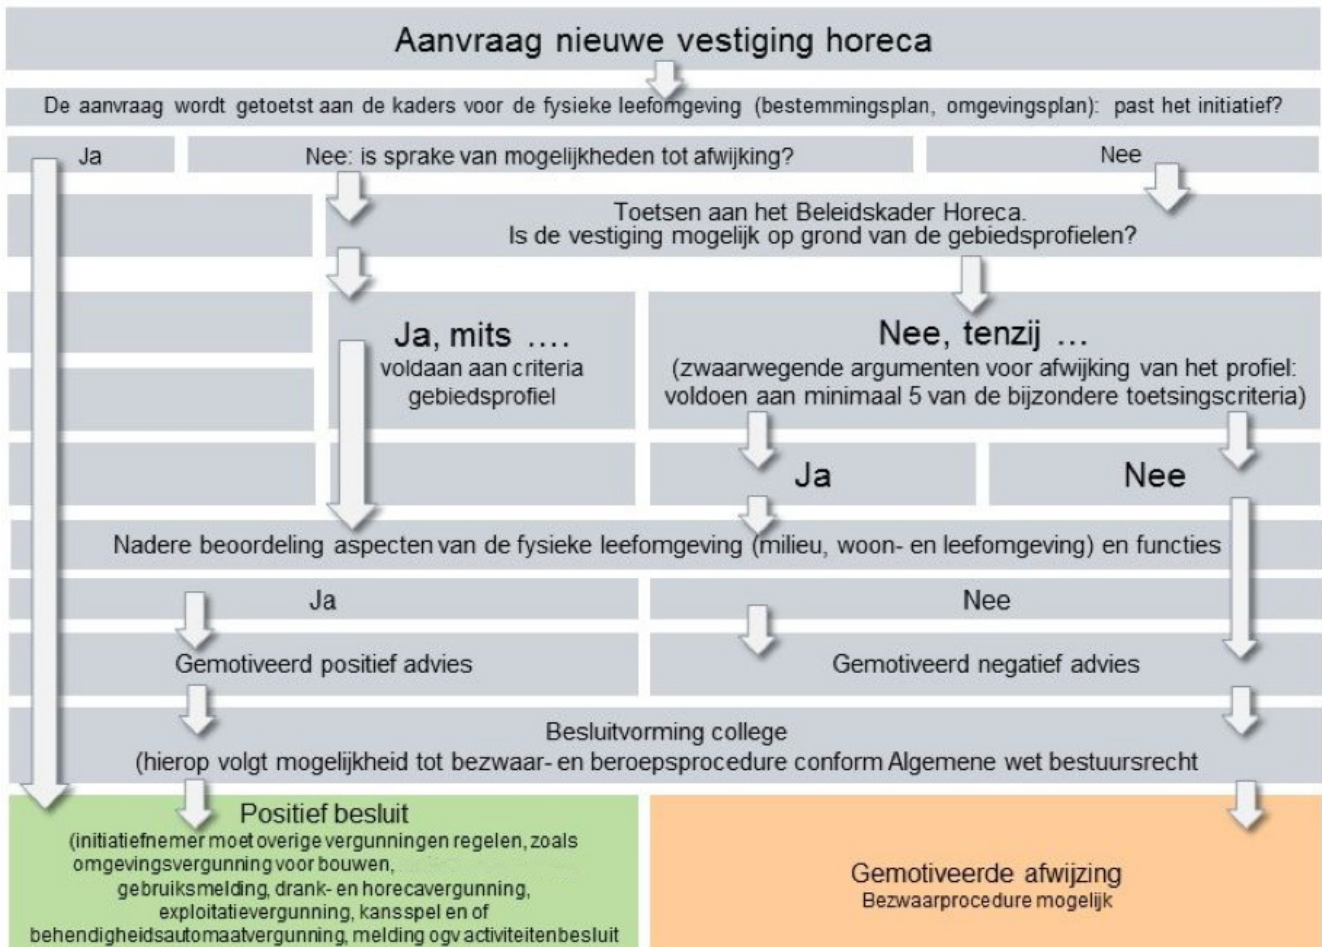 Aanvraag nieuwe vestiging horeca
De aanvraag wordt getoetst aan de kaders voor de fysieke leefomgeving (bestemmingsplan, omgevingsplan): past het initiatief?
Ja
Nee: is sprake van mogelijkheden tot afwijking?
Nee
Toetsen aan het Beleidskader Horeca.
Is de vestiging mogelijk op grond van de gebiedsprofielen?
Ja, mits ....
voldaan aan criteria
gebiedsprofiel
Nee, tenzij ...
(zwaarwegende argumenten voor afwijking van het profiel:
voldoen aan minimaal 5 van de bijzondere toetsingscriteria)
Ja
Nee
Nadere beoordeling aspecten van de fysieke leefomgeving (milieu, woon- en leefomgeving) en functies
Ja
Nee
Gemotiveerd positief advies
Gemotiveerd negatief advies
Besluitvorming college
(hierop volgt mogelijkheid tot bezwaar- en beroepsprocedure conform Algemene wet bestuursrecht
Positief besluit
(initiatiefnemer moet overige vergunningen regelen, zoals
omgevingsvergunning voor bouwen,
gebruiksmelding, drank- en horecavergunning,
exploitatievergunning, kansspel en of
behendigheidsautomaatvergunning, melding ogv activiteitenbesluit
Gemotiveerde afwijzing
Bezwaarprocedure mogelijk